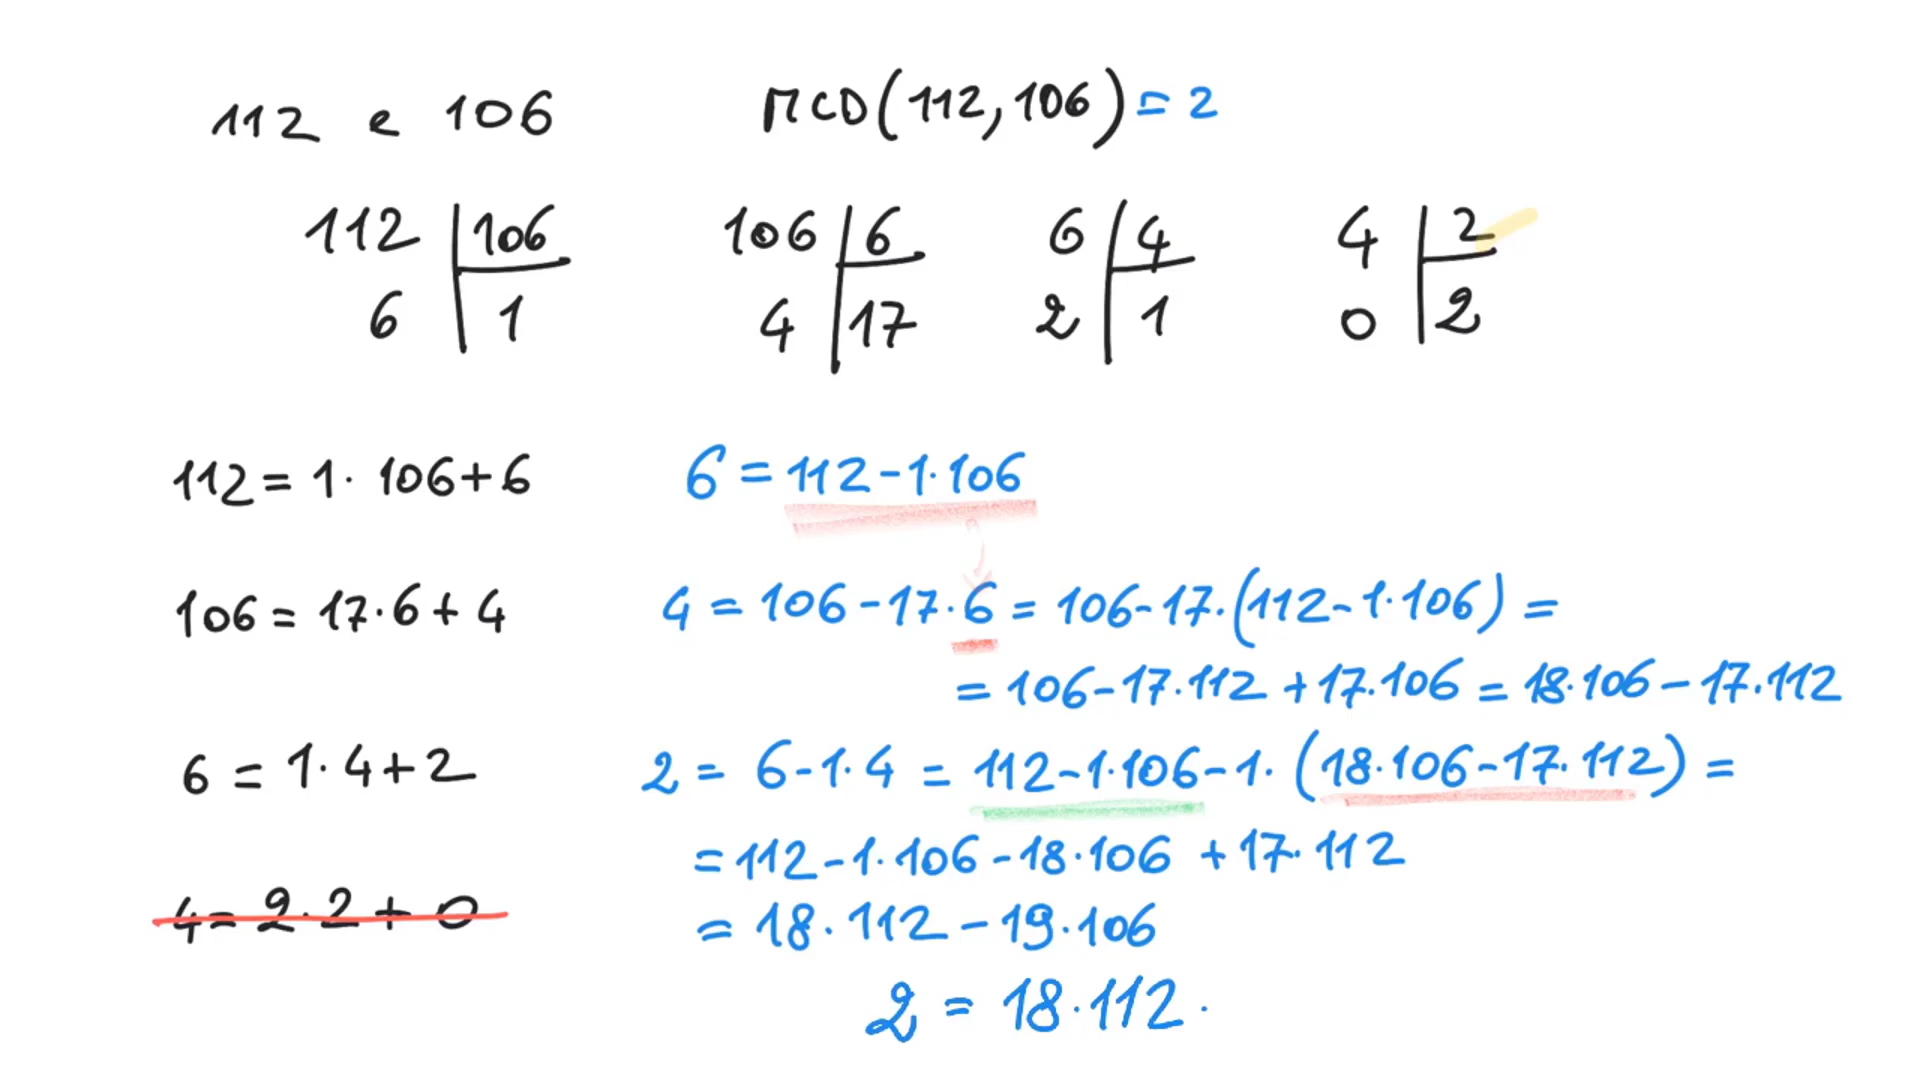 112 e 106 MCD(112,106) = 2
112 106 106 6 6 4 4 2
6 1 4 17 2 1 0 2
112 = 1· 106+6 6 = 112-1·106
106 = 17·6+4 4 = 106-17·6 = 106-17·(112-1·106) =
= 106-17·112+17·106 = 18·106-17·112
6 = 1·4+2 2 = 6-1·4 = 112-1·106-1·(18·106-17·112) =
= 112-1·106-18·106 +17·112
4= 2·2+0 = 18·112-19·106
2 = 18·112·